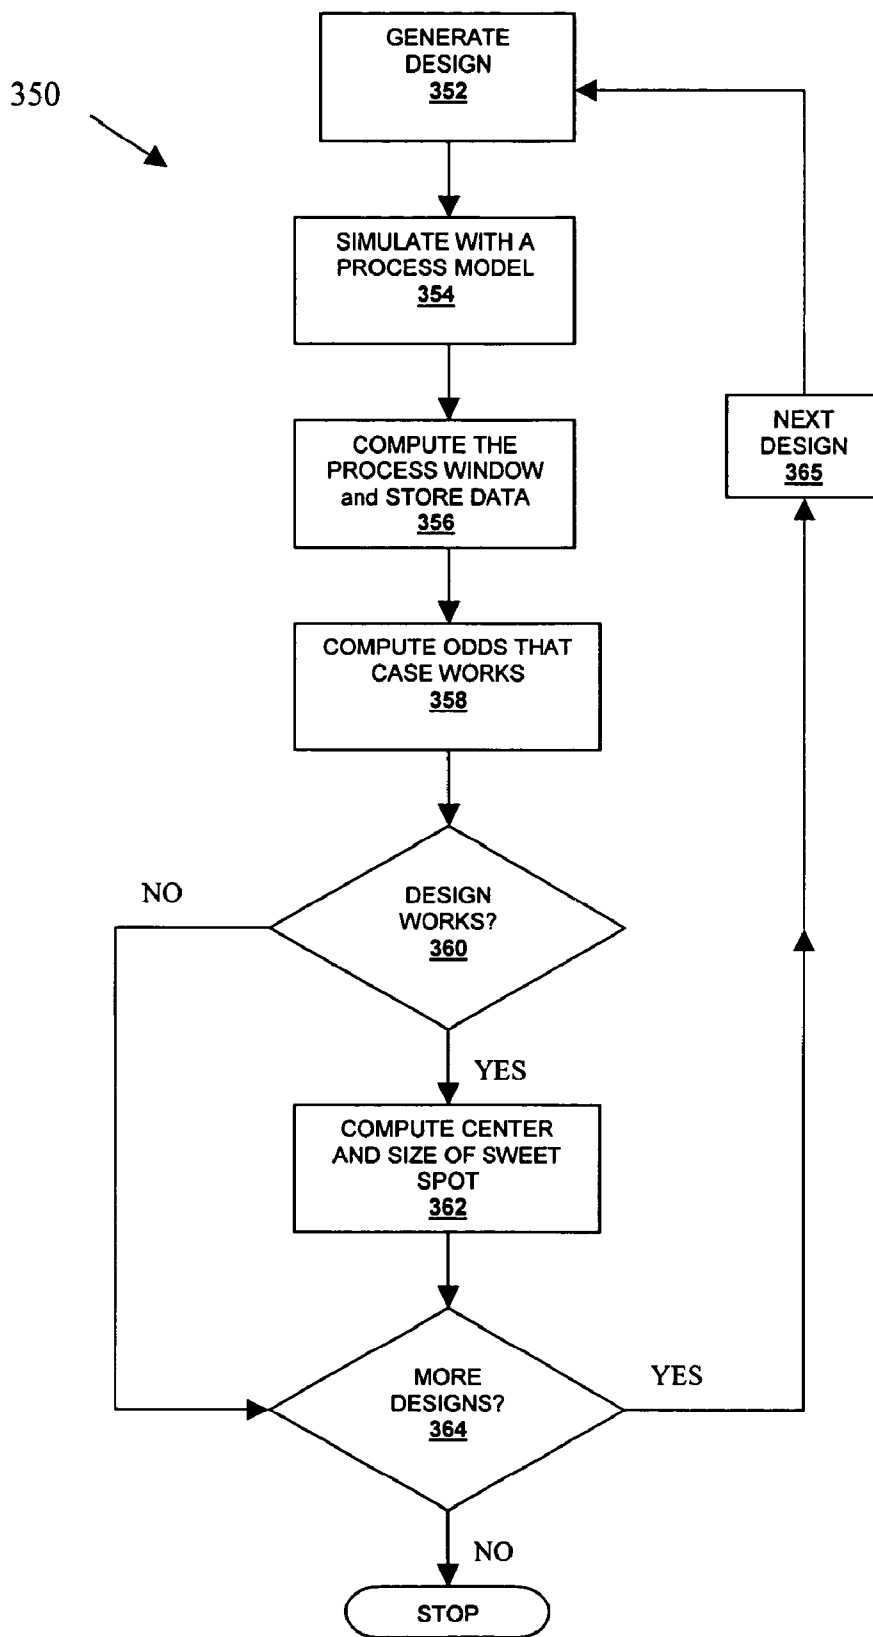 GENERATE
DESIGN
352
350
SIMULATE WITH A
PROCESS MODEL
354
COMPUTE THE
PROCESS WINDOW
and STORE DATA
356
NEXT
DESIGN
365
COMPUTE ODDS THAT
CASE WORKS
358
NO
DESIGN
WORKS?
360
YES
COMPUTE CENTER
AND SIZE OF SWEET
SPOT
362
MORE
DESIGNS?
364
YES
NO
STOP